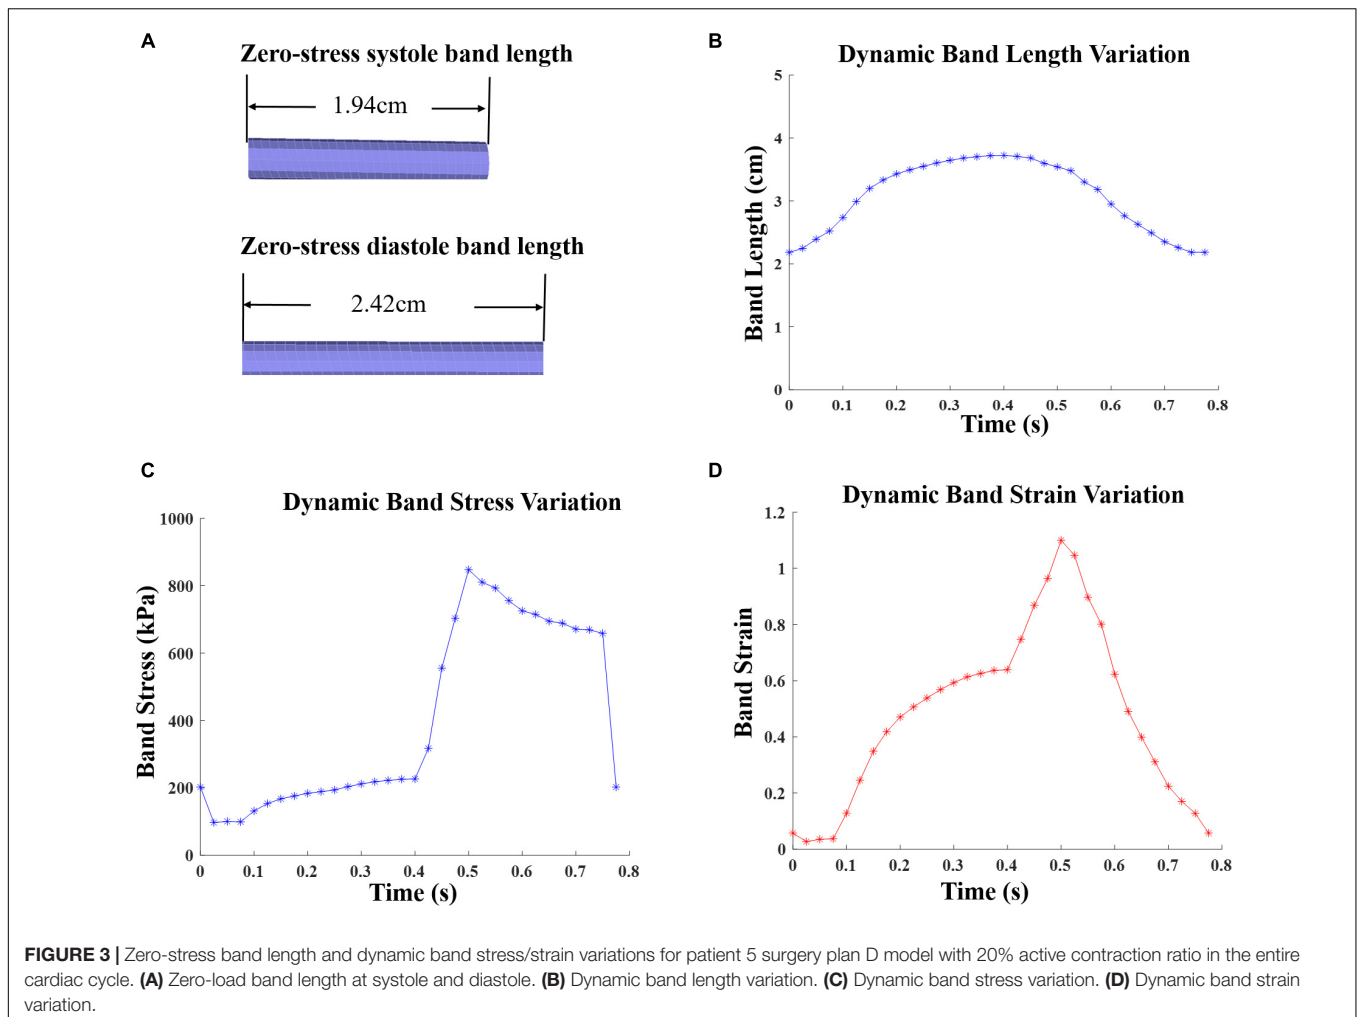 A
Zero-stress systole band length
1.94cm
Zero-stress diastole band length
2.42cm
B
Dynamic Band Length Variation
Band Length (cm)
5
4
3
2
1
0
0 0.1 0.2 0.3 0.4 0.5 0.6 0.7 0.8
Time (s)
C
Dynamic Band Stress Variation
Band Stress (kPa)
1000
800
600
400
200
0
0 0.1 0.2 0.3 0.4 0.5 0.6 0.7 0.8
Time (s)
D
Dynamic Band Strain Variation
Band Strain
1.2
1
0.8
0.6
0.4
0.2
0
0 0.1 0.2 0.3 0.4 0.5 0.6 0.7 0.8
Time (s)
FIGURE 3 | Zero-stress band length and dynamic band stress/strain variations for patient 5 surgery plan D model with 20% active contraction ratio in the entire
cardiac cycle. (A) Zero-load band length at systole and diastole. (B) Dynamic band length variation. (C) Dynamic band stress variation. (D) Dynamic band strain
variation.